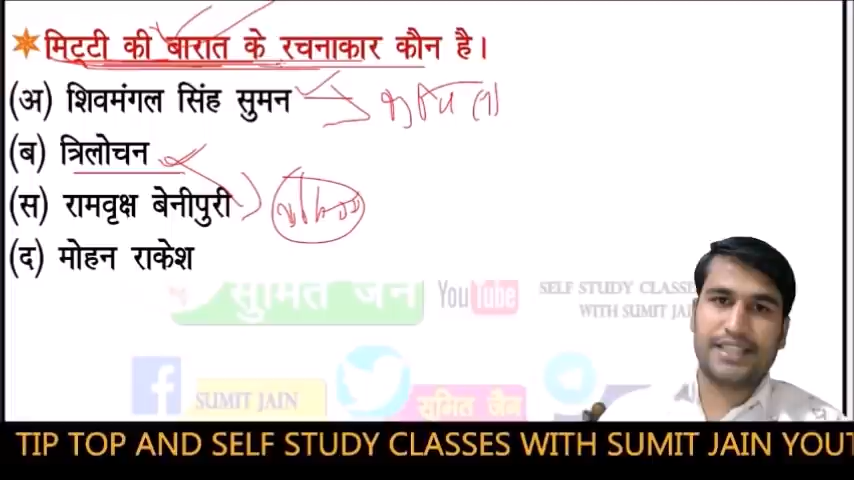 मिट्टी की बारात के रचनाकार कौन है।
(अ) शिवमंगल सिंह सुमन
(ब) त्रिलोचन
(स) रामवृक्ष बेनीपुरी
(द) मोहन राकेश
सुमित जैन
YouTube
SELF STUDY CLASSES
WITH SUMIT JAIN
SUMIT JAIN
सुमित जैन
TIP TOP AND SELF STUDY CLASSES WITH SUMIT JAIN